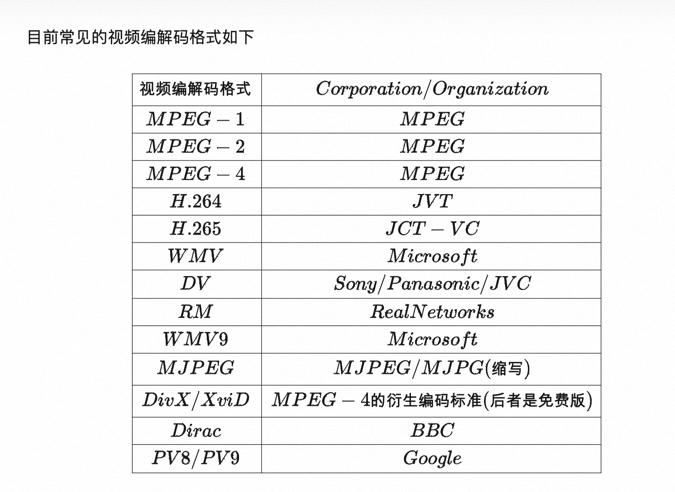 目前常见的视频编解码格式如下
视频编解码格式 Corporation/Organization
MPEG − 1 MPEG
MPEG − 2 MPEG
MPEG − 4 MPEG
H.264 JVT
H.265 JCT − VC
WMV Microsoft
DV Sony/Panasonic/JVC
RM RealNetworks
WMV9 Microsoft
MJPEG MJPEG/MJPG(缩写)
DivX/XviD MPEG − 4的衍生编码标准(后者是免费版)
Dirac BBC
PV8/PV9 Google